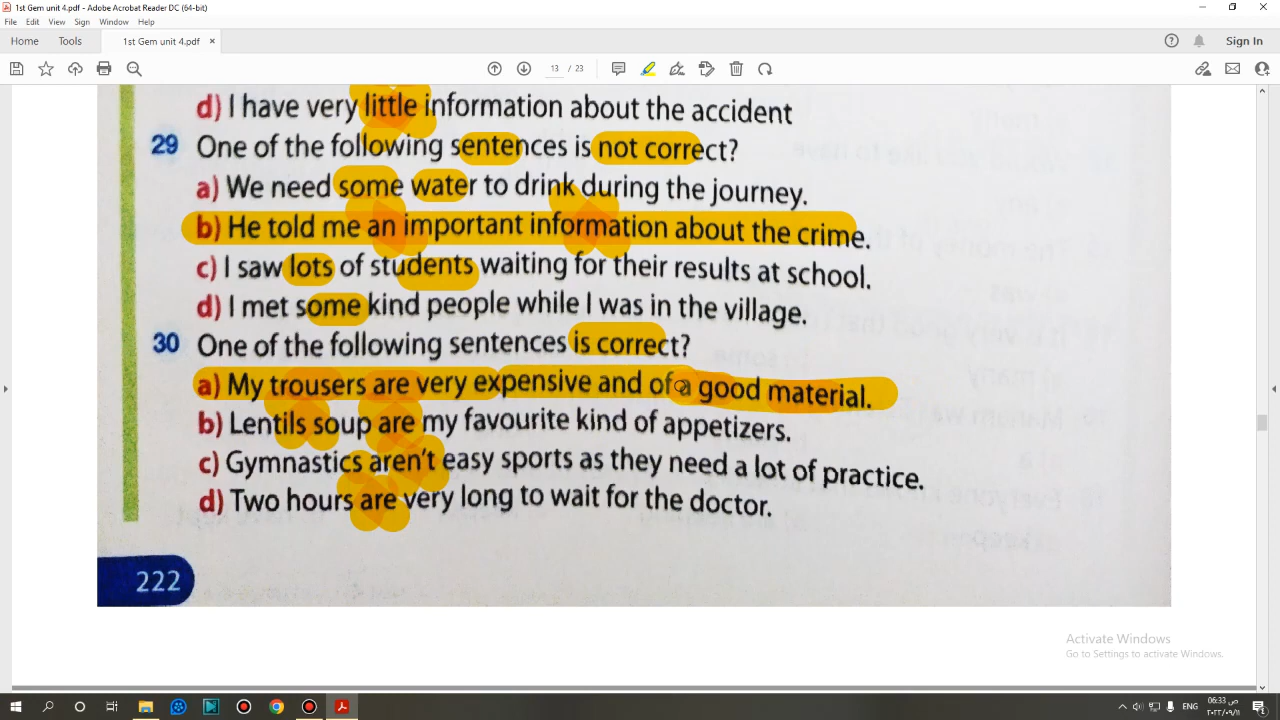 1st Gem unit 4.pdf - Adobe Acrobat Reader DC (64-bit)
File Edit View Sign Window Help
Home Tools 1st Gem unit 4.pdf × Sign In
13 / 23
d) I have very little information about the accident
29 One of the following sentences is not correct?
a) We need some water to drink during the journey.
b) He told me an important information about the crime.
c) I saw lots of students waiting for their results at school.
d) I met some kind people while I was in the village.
30 One of the following sentences is correct?
a) My trousers are very expensive and of a good material.
b) Lentils soup are my favourite kind of appetizers.
c) Gymnastics aren't easy sports as they need a lot of practice.
d) Two hours are very long to wait for the doctor.
222
Activate Windows
Go to Settings to activate Windows.
ENG
06:33 ص
٢٠٢٢/٠٩/١١